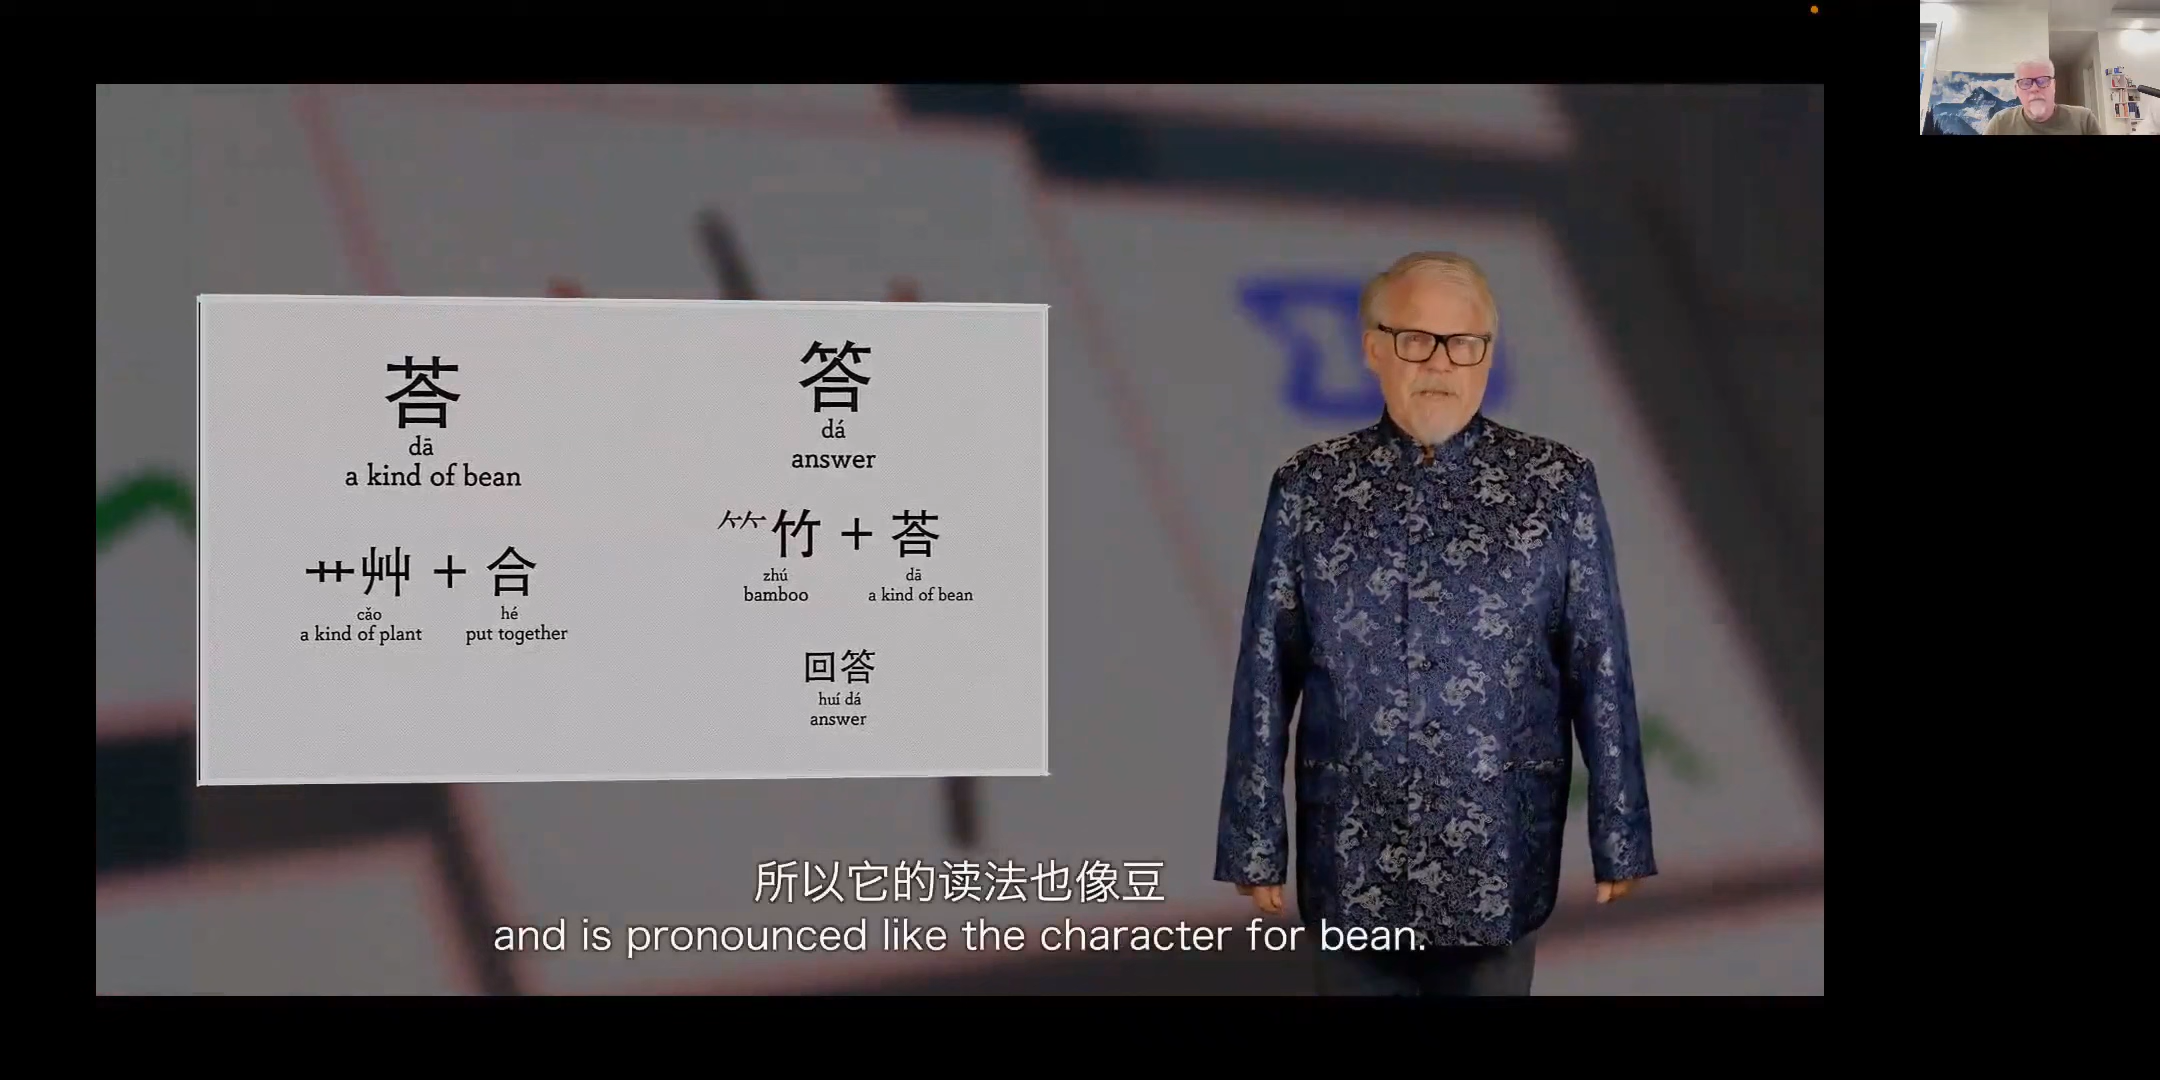 荅
dā
a kind of bean
艹艸 + 合
cǎo
a kind of plant
hé
put together
答
dá
answer
⺮竹 + 荅
zhú
bamboo
dā
a kind of bean
回答
huí dá
answer
所以它的读法也像豆
and is pronounced like the character for bean.